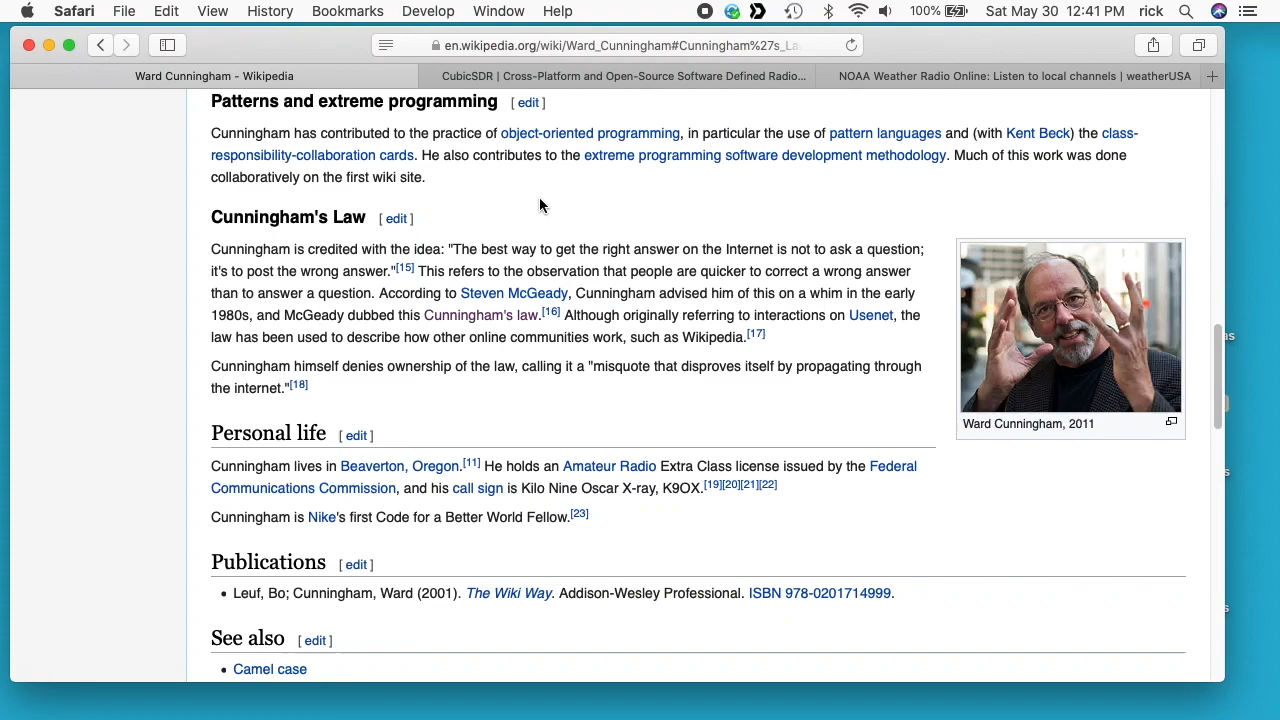 Safari File Edit View History Bookmarks Develop Window Help 100% Sat May 30 12:41 PM rick
en.wikipedia.org/wiki/Ward_Cunningham#Cunningham%27s_La
Ward Cunningham - Wikipedia
CubicSDR | Cross-Platform and Open-Source Software Defined Radio...
NOAA Weather Radio Online: Listen to local channels | weatherUSA
Patterns and extreme programming [ edit ]
Cunningham has contributed to the practice of object-oriented programming, in particular the use of pattern languages and (with Kent Beck) the class-
responsibility-collaboration cards. He also contributes to the extreme programming software development methodology. Much of this work was done
collaboratively on the first wiki site.
Cunningham's Law [ edit ]
Cunningham is credited with the idea: "The best way to get the right answer on the Internet is not to ask a question;
it's to post the wrong answer."[15] This refers to the observation that people are quicker to correct a wrong answer
than to answer a question. According to Steven McGeady, Cunningham advised him of this on a whim in the early
1980s, and McGeady dubbed this Cunningham's law.[16] Although originally referring to interactions on Usenet, the
law has been used to describe how other online communities work, such as Wikipedia.[17]
Cunningham himself denies ownership of the law, calling it a "misquote that disproves itself by propagating through
the internet."[18]
Ward Cunningham, 2011
Personal life [ edit ]
Cunningham lives in Beaverton, Oregon.[11] He holds an Amateur Radio Extra Class license issued by the Federal
Communications Commission, and his call sign is Kilo Nine Oscar X-ray, K9OX.[19][20][21][22]
Cunningham is Nike's first Code for a Better World Fellow.[23]
Publications [ edit ]
• Leuf, Bo; Cunningham, Ward (2001). The Wiki Way. Addison-Wesley Professional. ISBN 978-0201714999.
See also [ edit ]
• Camel case